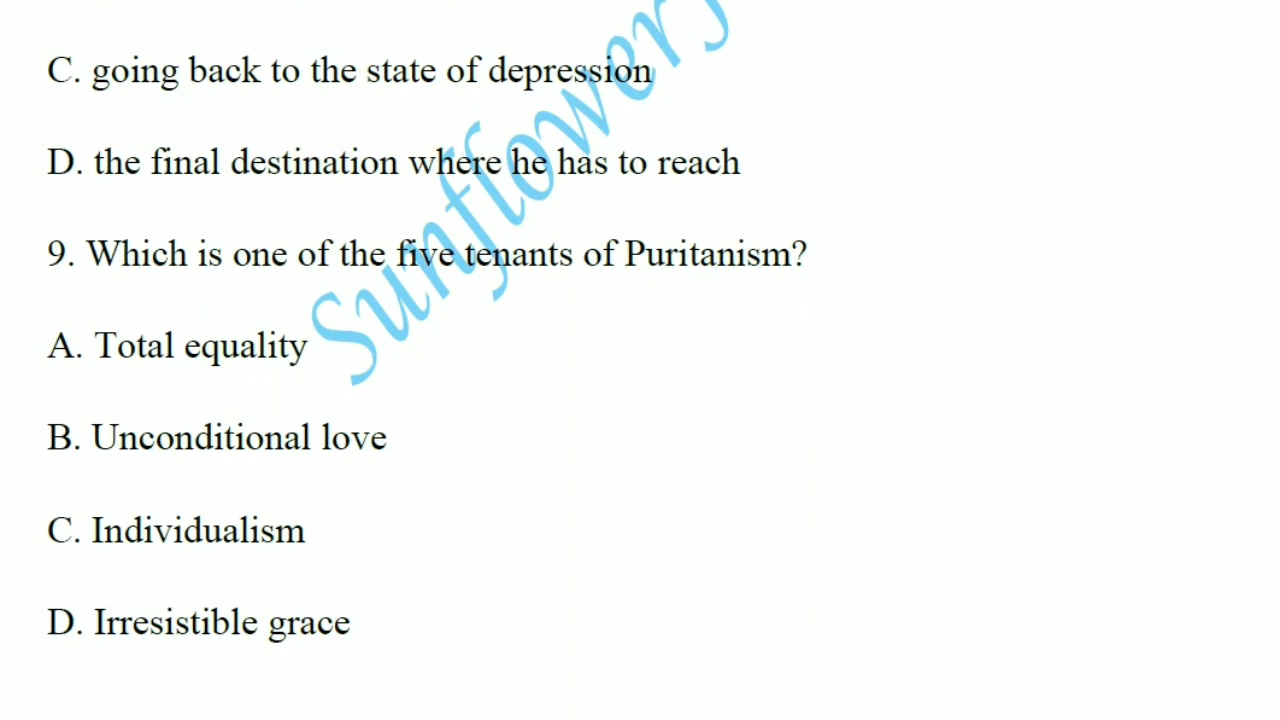 C. going back to the state of depression
D. the final destination where he has to reach
9. Which is one of the five tenants of Puritanism?
A. Total equality
B. Unconditional love
C. Individualism
D. Irresistible grace